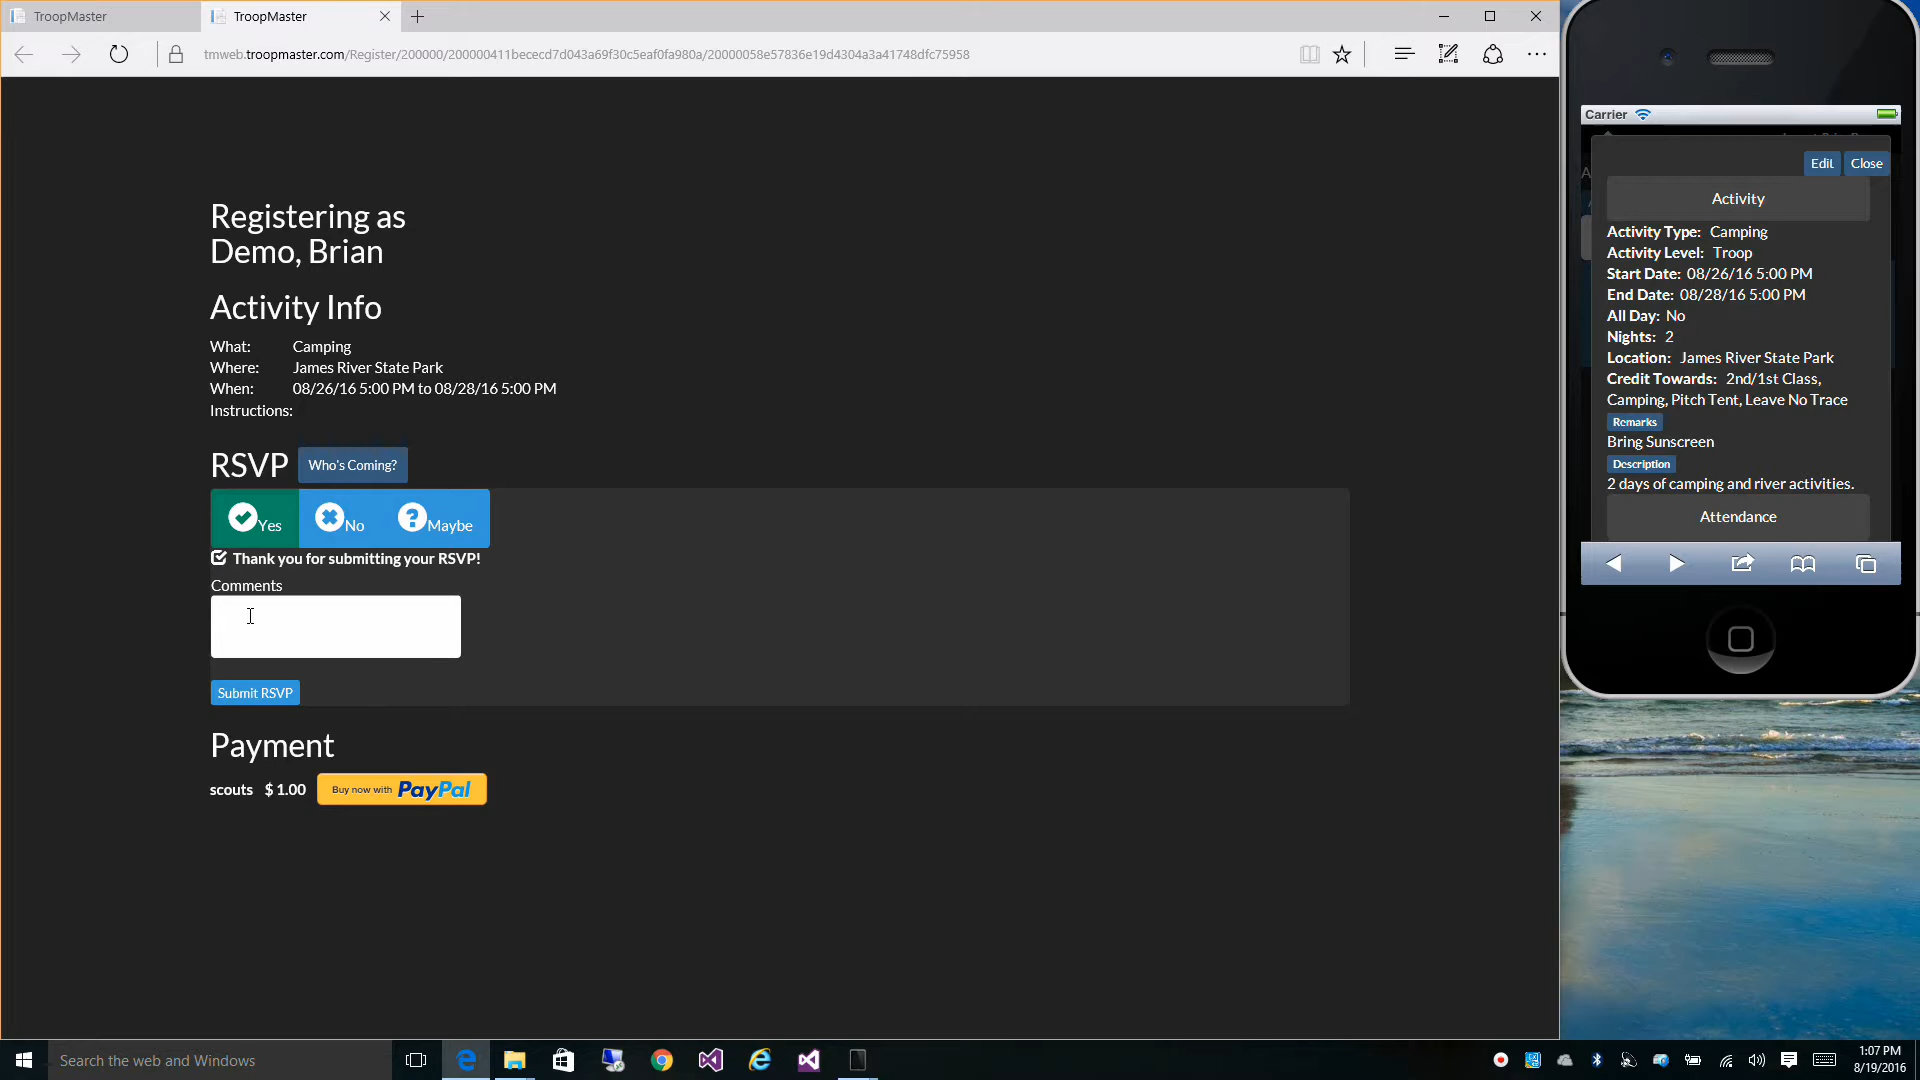 TroopMaster
TroopMaster
tmweb.troopmaster.com/Register/200000/200000411bececd7d043a69f30c5eaf0fa980a/20000058e57836e19d4304a3a41748dfc75958
Registering as
Demo, Brian
Activity Info
What: Camping
Where: James River State Park
When: 08/26/16 5:00 PM to 08/28/16 5:00 PM
Instructions:
RSVP Who's Coming?
Yes No Maybe
Thank you for submitting your RSVP!
Comments
Submit RSVP
Payment
scouts $ 1.00 Buy now with PayPal
Carrier
Edit Close
Activity
Activity Type: Camping
Activity Level: Troop
Start Date: 08/26/16 5:00 PM
End Date: 08/28/16 5:00 PM
All Day: No
Nights: 2
Location: James River State Park
Credit Towards: 2nd/1st Class,
Camping, Pitch Tent, Leave No Trace
Remarks
Bring Sunscreen
Description
2 days of camping and river activities.
Attendance
Search the web and Windows
1:07 PM
8/19/2016